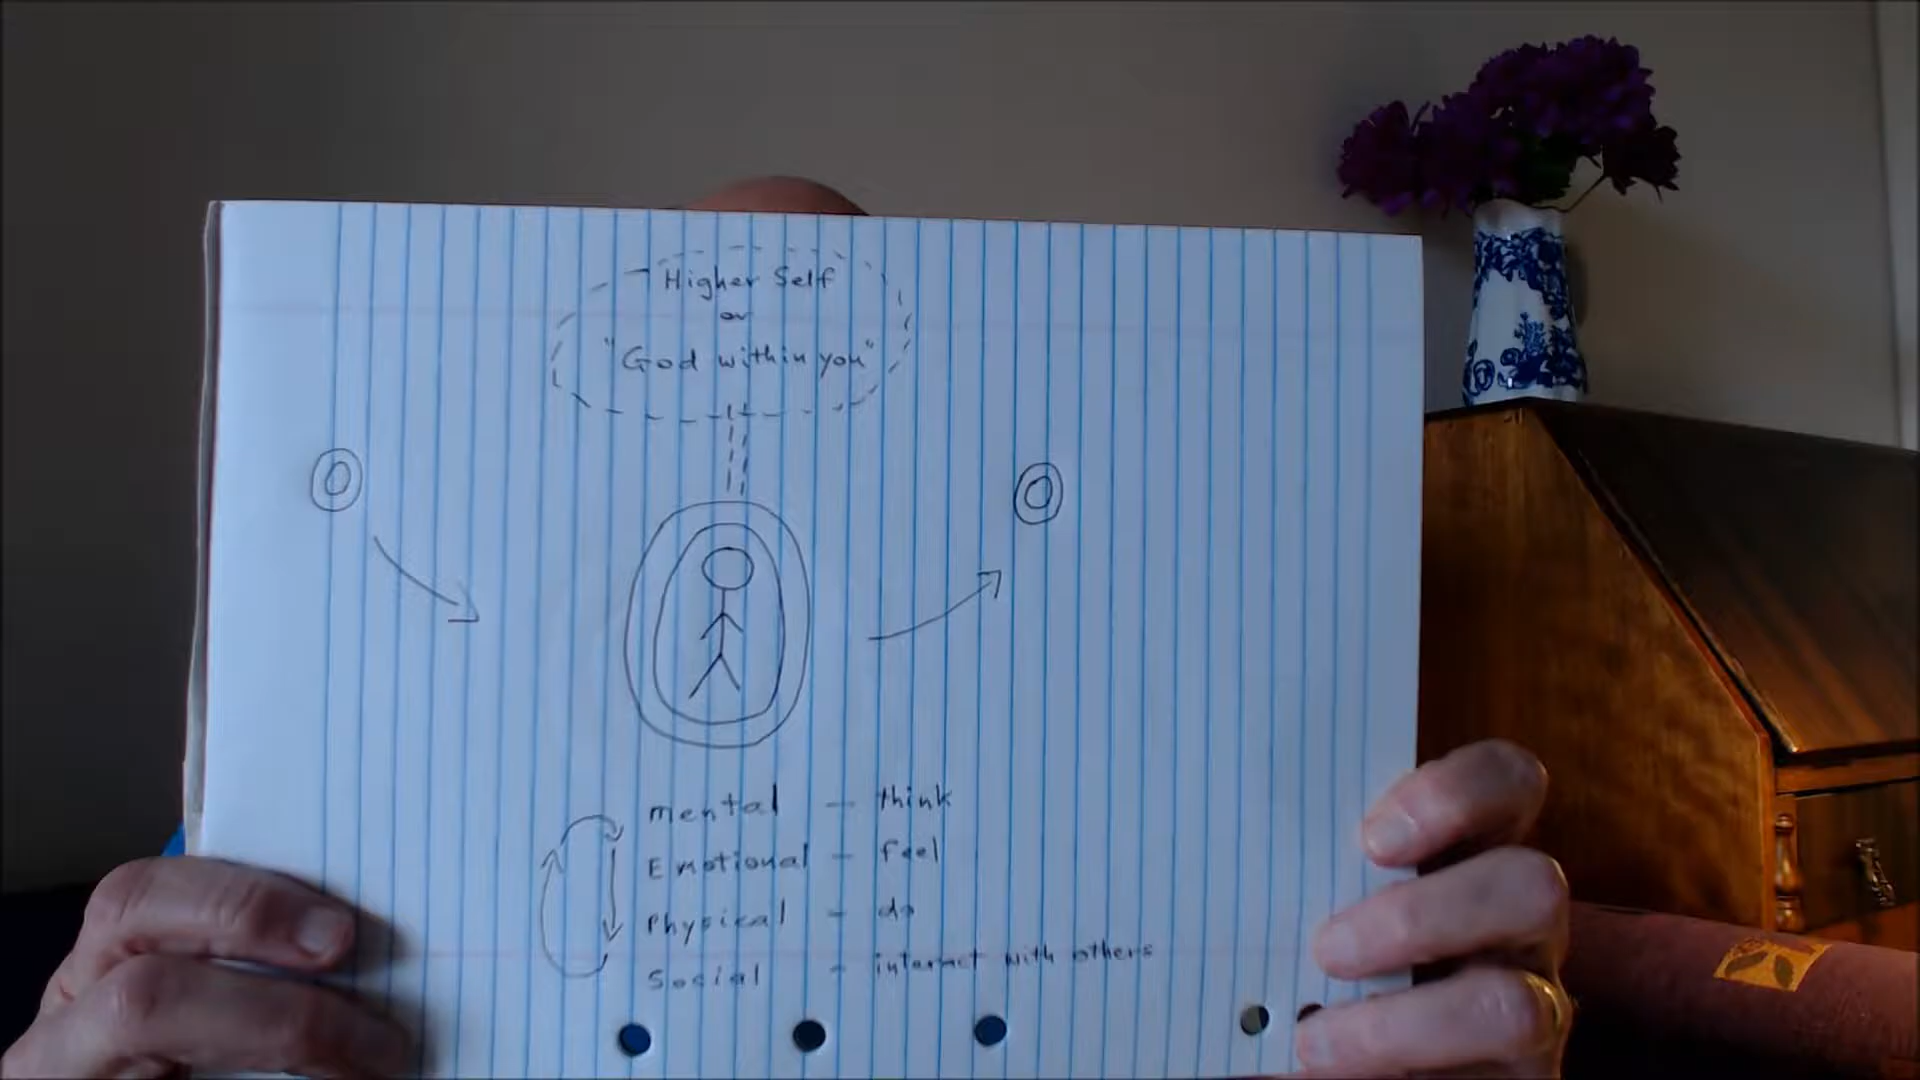 Higher Self
or
"God within you"
mental - think
Emotional - feel
Physical - do
Social - interact with others